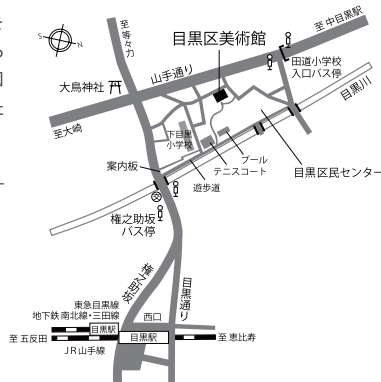 至中目黒駅
至等々力
S
N
目黒区美術館
山手通り
田道小学校
入口バス停
大鳥神社
目黒川
至大崎
下目黒
小学校
プール
テニスコート
目黒区民センター
案内板
遊歩道
権之助坂
バス停
権之助坂
目黒通り
東急目黒線
地下鉄 南北線・三田線
西口
目黒駅
目黒駅
至 五反田
至 恵比寿
JR山手線